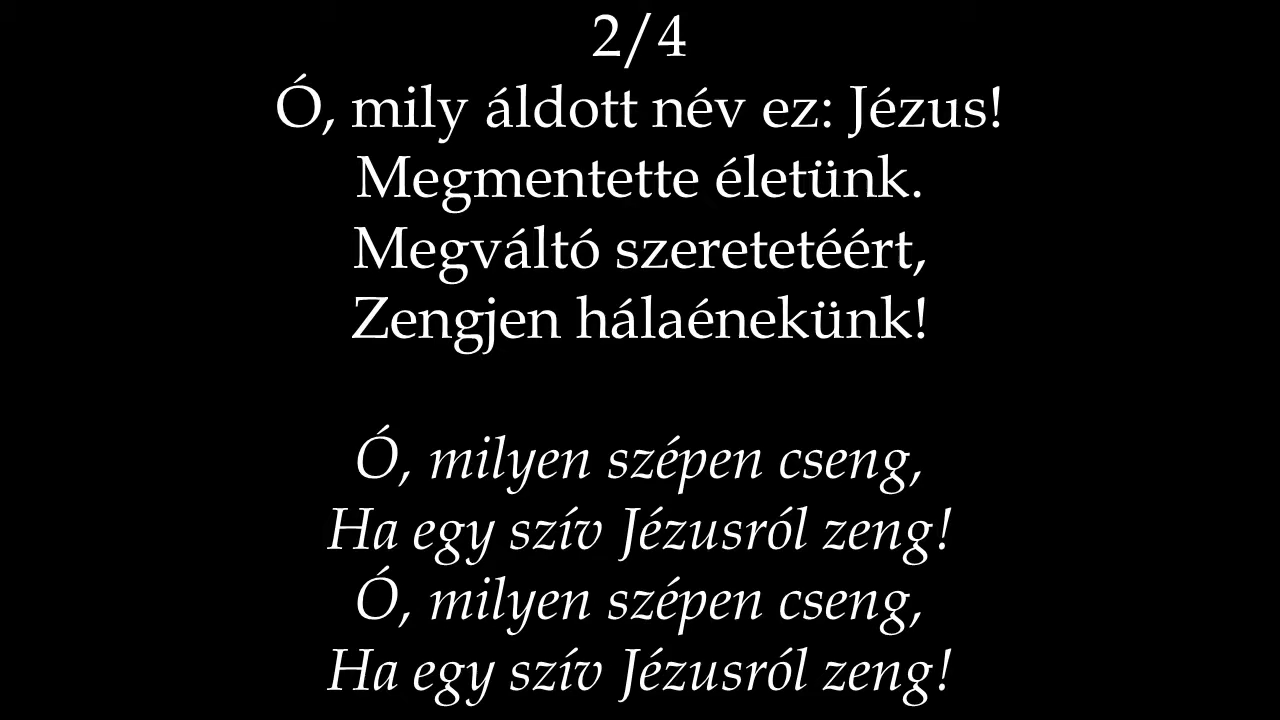 2/4
Ó, mily áldott név ez: Jézus!
Megmentette életünk.
Megváltó szeretetéért,
Zengjen hálaénekünk!
Ó, milyen szépen cseng,
Ha egy szív Jézusról zeng!
Ó, milyen szépen cseng,
Ha egy szív Jézusról zeng!